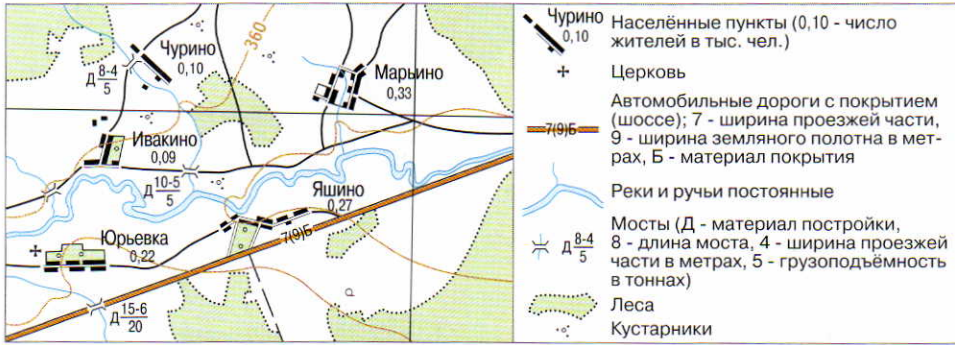 Чурино
0,10
Д 8-4
5
360
Марьино
0,33
Ивакино
0,09
Д 10-5
5
Яшино
0,27
7(9)Б
Юрьевка
0,22
Д 15-6
20
Чурино
0,10
Населённые пункты (0,10 - число
жителей в тыс. чел.)
Церковь
7(9)Б
Автомобильные дороги с покрытием
(шоссе); 7 - ширина проезжей части,
9 - ширина земляного полотна в мет-
рах, Б - материал покрытия
Реки и ручьи постоянные
Д 8-4
5
Мосты (Д - материал постройки,
8 - длина моста, 4 - ширина проезжей
части в метрах, 5 - грузоподъёмность
в тоннах)
Леса
Кустарники